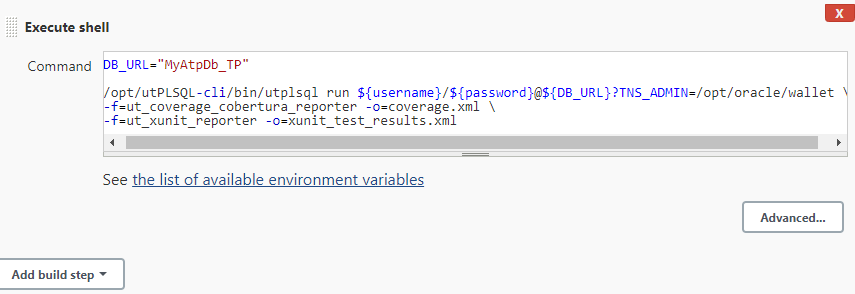 Execute shell
X
Command
DB_URL="MyAtpDb_TP"
/opt/utPLSQL-cli/bin/utplsql run ${username}/${password}@${DB_URL}?TNS_ADMIN=/opt/oracle/wallet \
-f=ut_coverage_cobertura_reporter -o=coverage.xml \
-f=ut_xunit_reporter -o=xunit_test_results.xml
See the list of available environment variables
Advanced...
Add build step